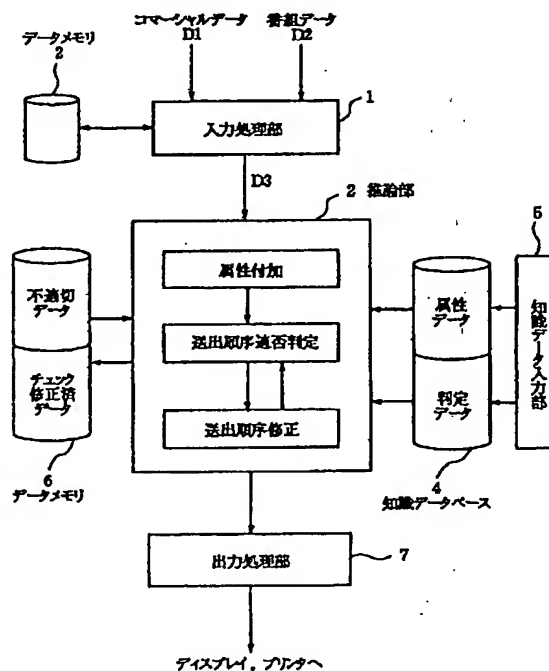 コマーシャルデータ
D1
番組データ
D2
データメモリ
2
1
入力処理部
D3
2 推論部
5
属性付加
不適切
データ
属性
データ
知識データ入力部
送出順序適否判定
チェック
修正済
データ
判定
データ
送出順序修正
6
データメモリ
4
知識データベース
出力処理部
7
ディスプレイ，プリンタへ